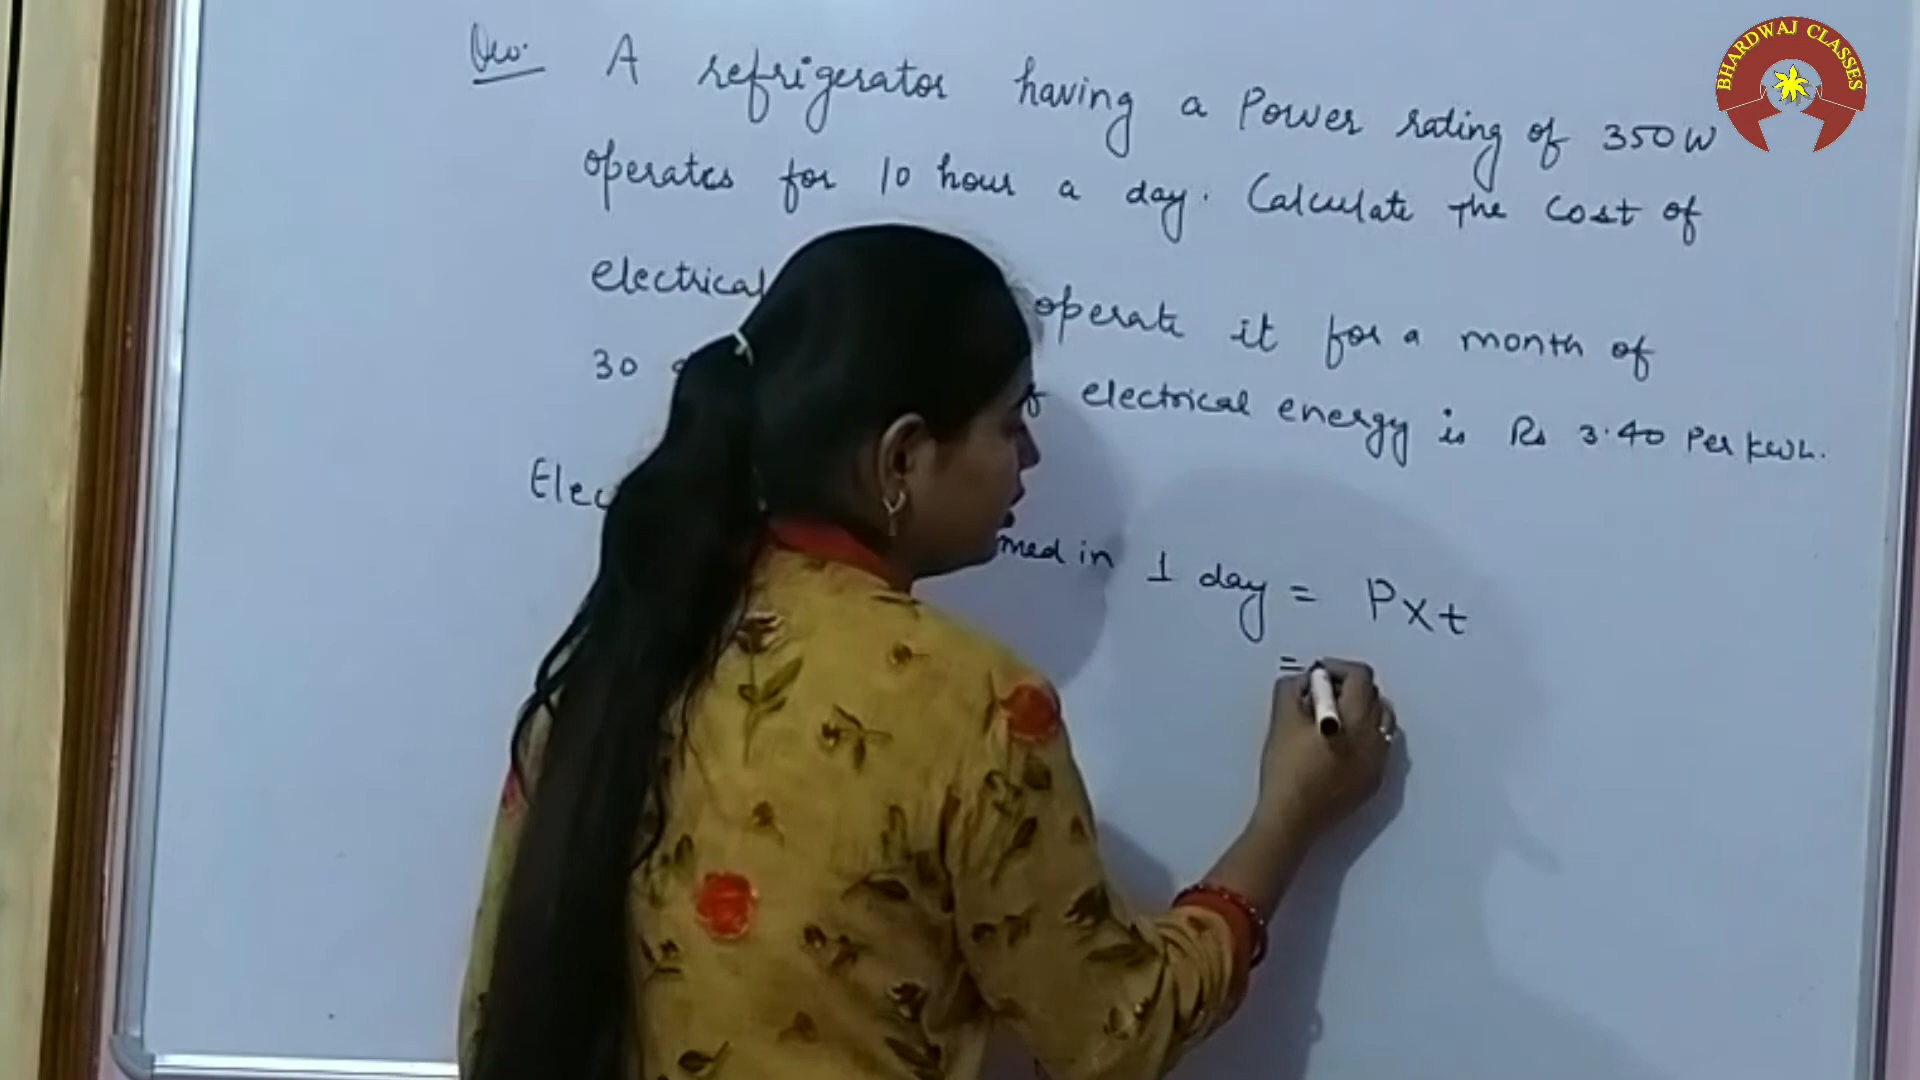 Que. A refrigerator having a Power rating of 350W
operates for 10 hour a day. Calculate the cost of
electrical operate it for a month of
30 electrical energy is Rs 3.40 Per kwh.
Elec
med in 1 day = P×t
=
BHARDWAJ CLASSES